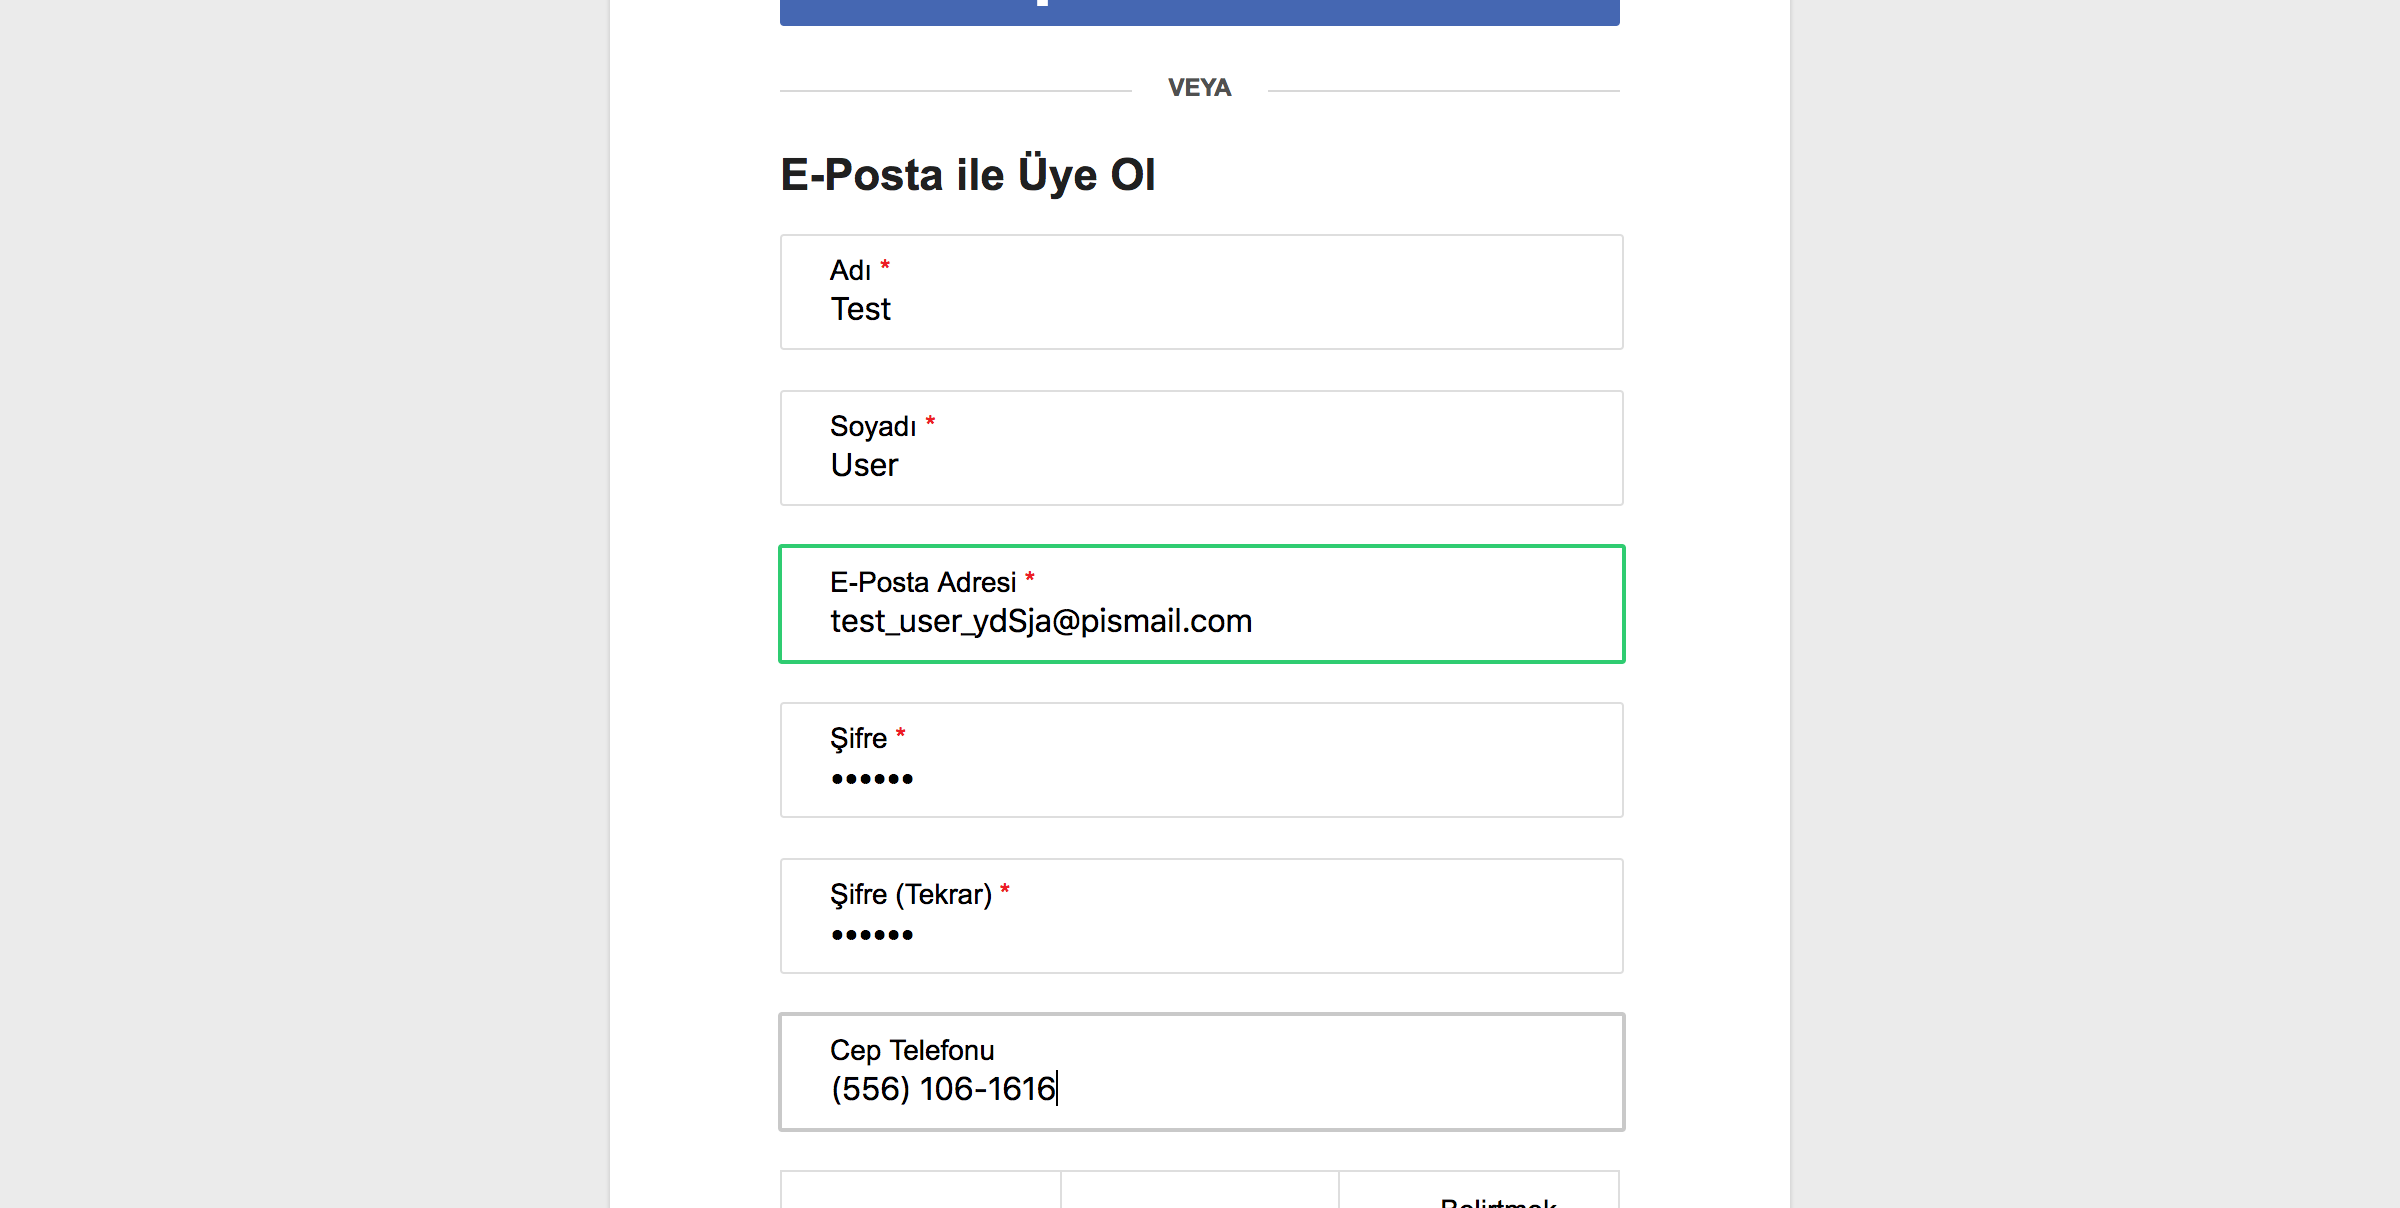 VEYA
E-Posta ile Üye Ol
Adı *
Test
Soyadı *
User
E-Posta Adresi *
test_user_ydSja@pismail.com
Şifre *
••••••
Şifre (Tekrar) *
••••••
Cep Telefonu
(556) 106-1616
Belirtmek